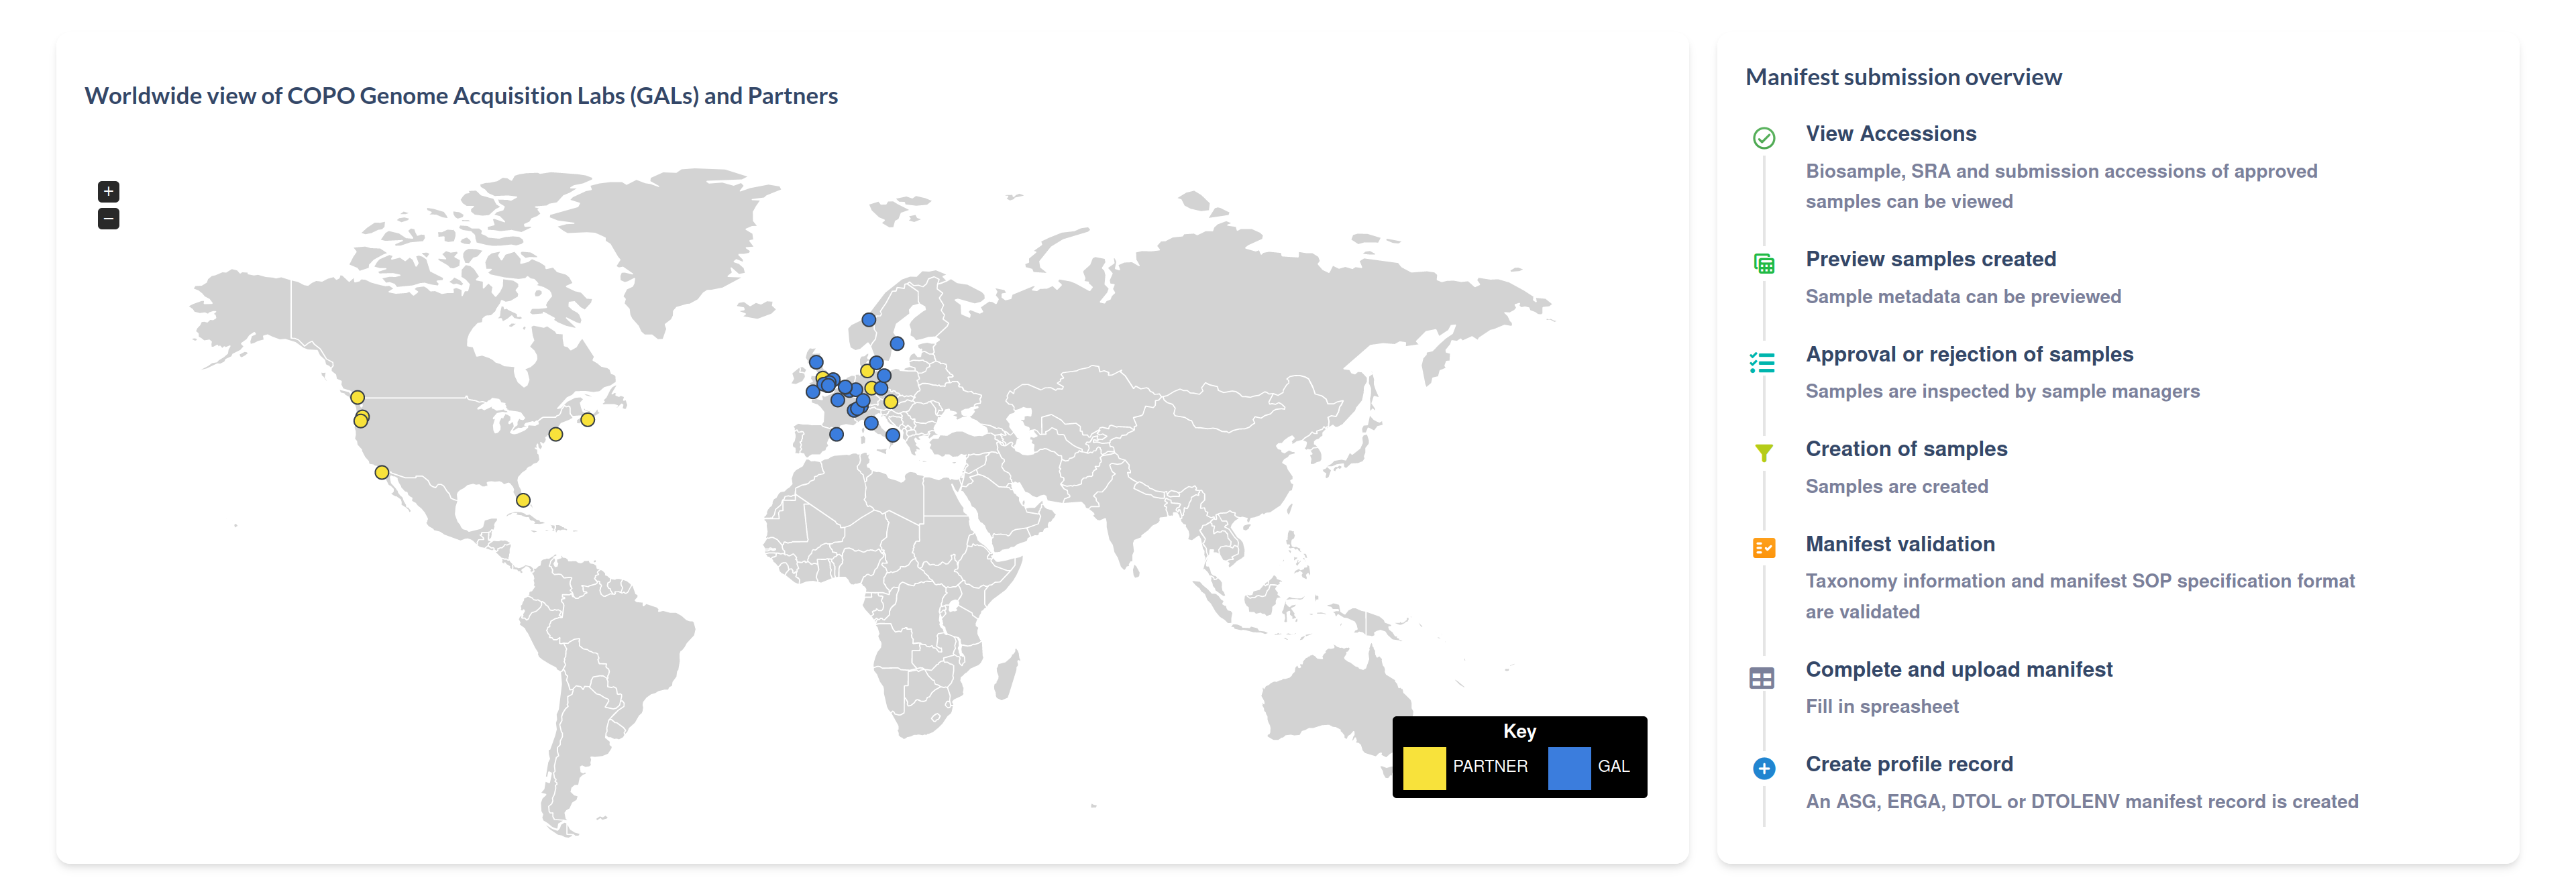 Worldwide view of COPO Genome Acquisition Labs (GALs) and Partners
+
−
Key
PARTNER
GAL
Manifest submission overview
View Accessions
Biosample, SRA and submission accessions of approved
samples can be viewed
Preview samples created
Sample metadata can be previewed
Approval or rejection of samples
Samples are inspected by sample managers
Creation of samples
Samples are created
Manifest validation
Taxonomy information and manifest SOP specification format
are validated
Complete and upload manifest
Fill in spreasheet
Create profile record
An ASG, ERGA, DTOL or DTOLENV manifest record is created